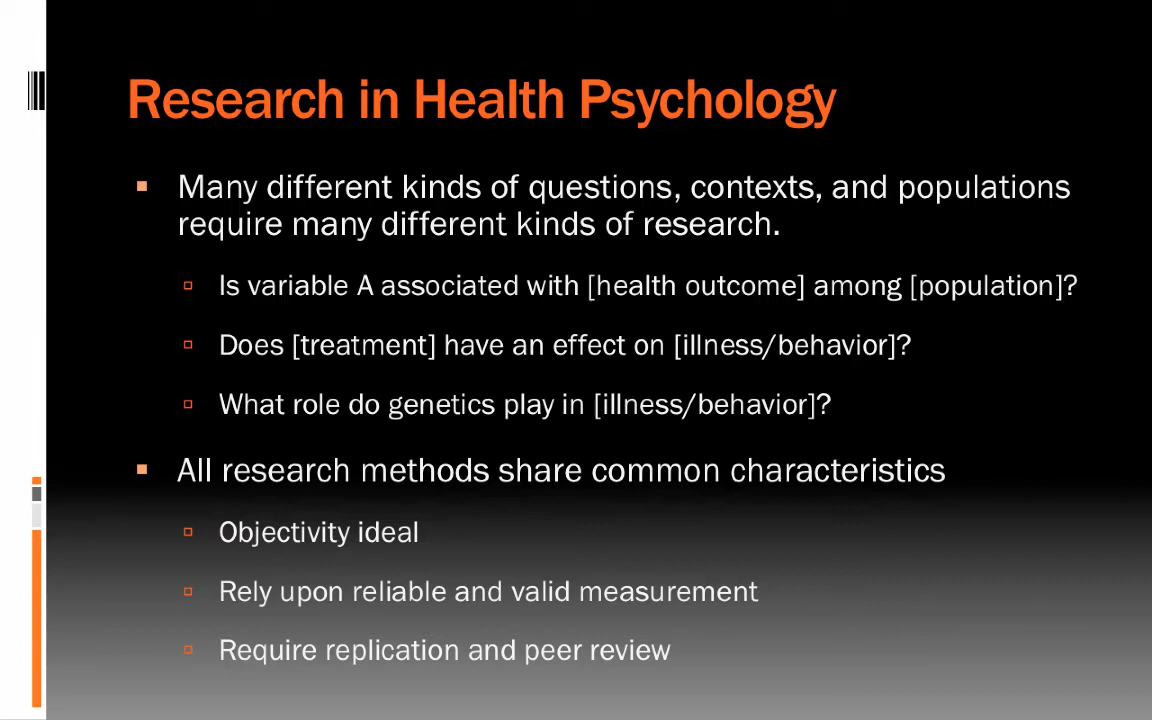 Research in Health Psychology
Many different kinds of questions, contexts, and populations
require many different kinds of research.
Is variable A associated with [health outcome] among [population]?
Does [treatment] have an effect on [illness/behavior]?
What role do genetics play in [illness/behavior]?
All research methods share common characteristics
Objectivity ideal
Rely upon reliable and valid measurement
Require replication and peer review